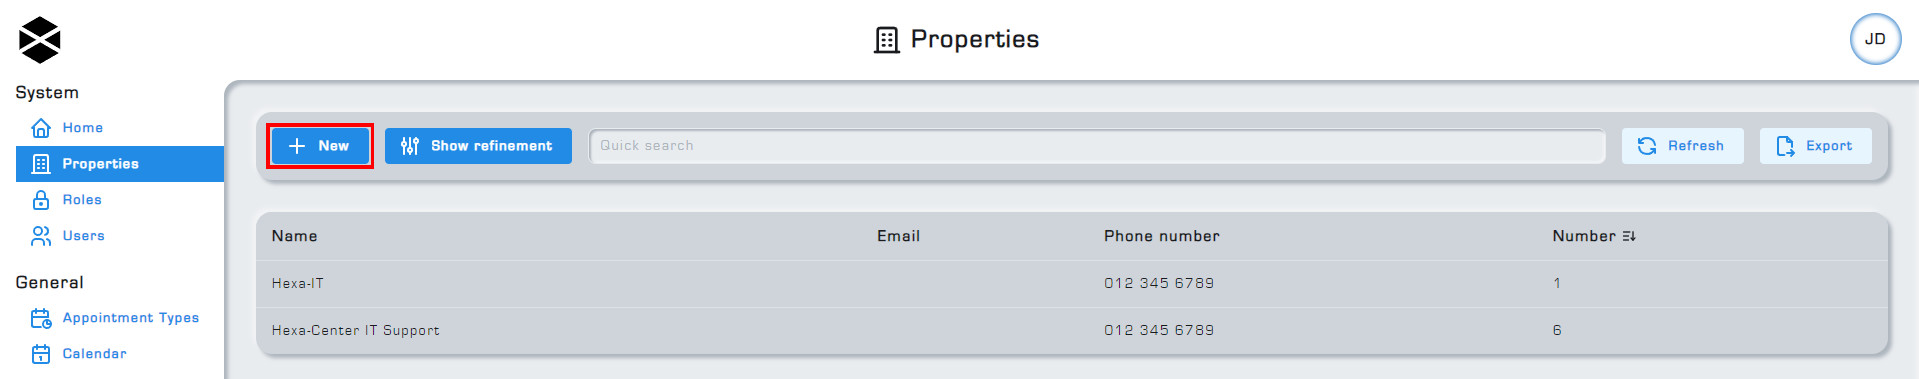 Properties
JD
System
Home
Properties
Roles
Users
General
Appointment Types
Calendar
New
Show refinement
Quick search
Refresh
Export
Name Email Phone number Number
Hexa-IT 012 345 6789 1
Hexa-Center IT Support 012 345 6789 6